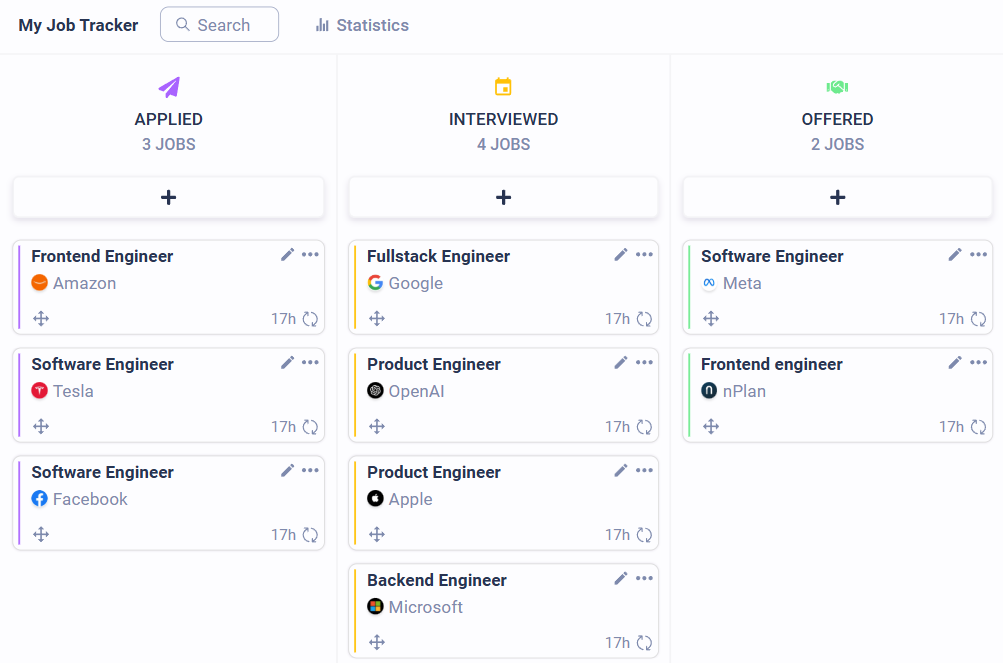 My Job Tracker
Search
Statistics
APPLIED
3 JOBS
Frontend Engineer
Amazon
17h
Software Engineer
Tesla
17h
Software Engineer
Facebook
17h
INTERVIEWED
4 JOBS
Fullstack Engineer
Google
17h
Product Engineer
OpenAI
17h
Product Engineer
Apple
17h
Backend Engineer
Microsoft
17h
OFFERED
2 JOBS
Software Engineer
Meta
17h
Frontend engineer
nPlan
17h